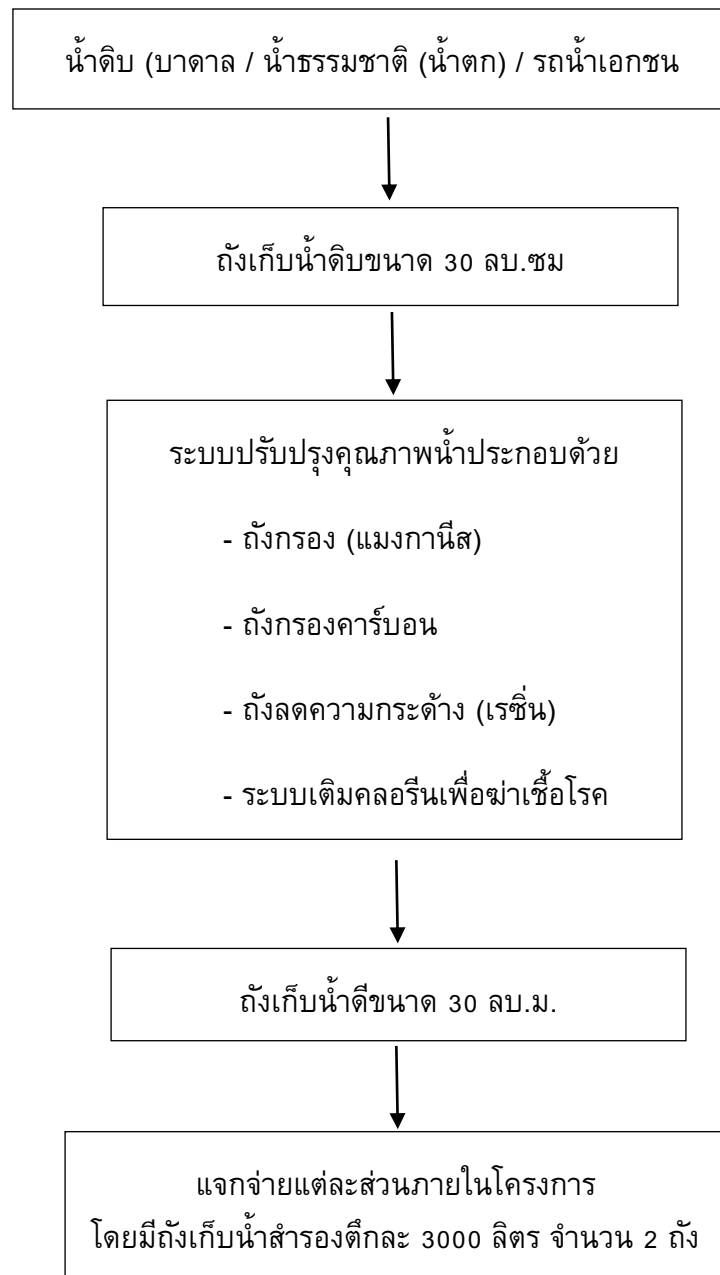 น้ำดิบ (บาดาล / น้ำธรรมชาติ (น้ำตก) / รถน้ำเอกชน
ถังเก็บน้ำดิบขนาด 30 ลบ.ซม
ระบบปรับปรุงคุณภาพน้ำประกอบด้วย
- ถังกรอง (แมงกานีส)
- ถังกรองคาร์บอน
- ถังลดความกระด้าง (เรซิ่น)
- ระบบเติมคลอรีนเพื่อฆ่าเชื้อโรค
ถังเก็บน้ำดีขนาด 30 ลบ.ม.
แจกจ่ายแต่ละส่วนภายในโครงการ
โดยมีถังเก็บน้ำสำรองตึกละ 3000 ลิตร จำนวน 2 ถัง